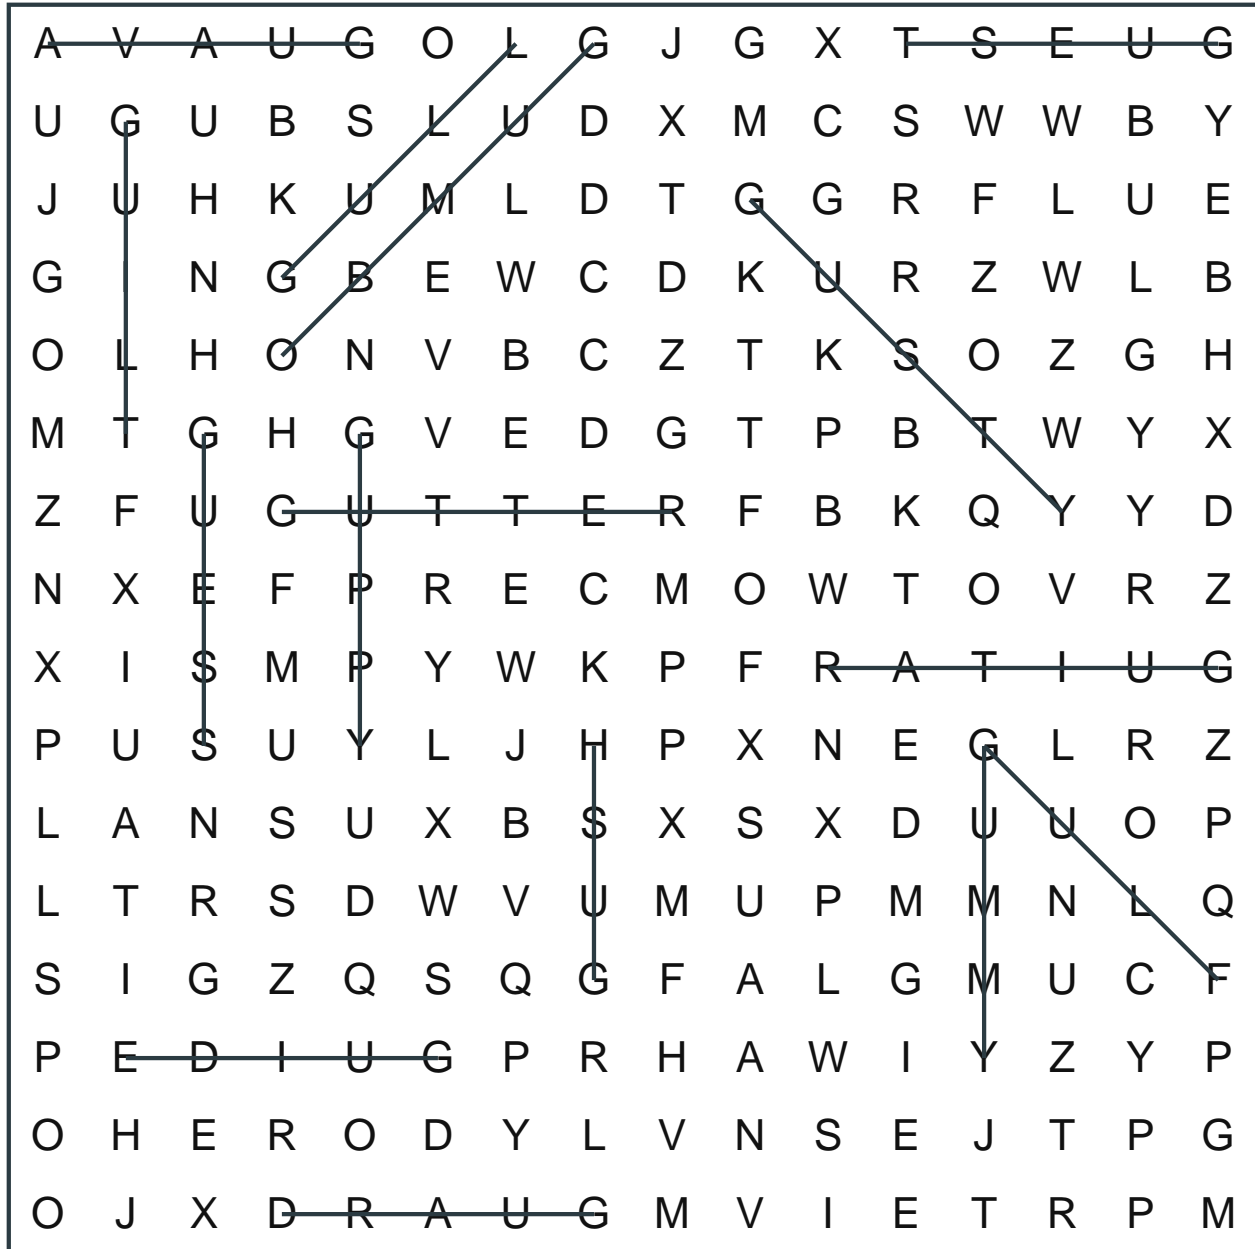 A V A U G O L G J G X T S E U G
U G U B S L U D X M C S W W B Y
J U H K U M L D T G G R F L U E
G I N G B E W C D K U R Z W L B
O L H O N V B C Z T K S O Z G H
M T G H G V E D G T P B T W Y X
Z F U G U T T E R F B K Q Y Y D
N X E F P R E C M O W T O V R Z
X I S M P Y W K P F R A T I U G
P U S U Y L J H P X N E G L R Z
L A N S U X B S X S X D U U O P
L T R S D W V U M U P M M N L Q
S I G Z Q S Q G F A L G M U C F
P E D I U G P R H A W I Y Z Y P
O H E R O D Y L V N S E J T P G
O J X D R A U G M V I E T R P M